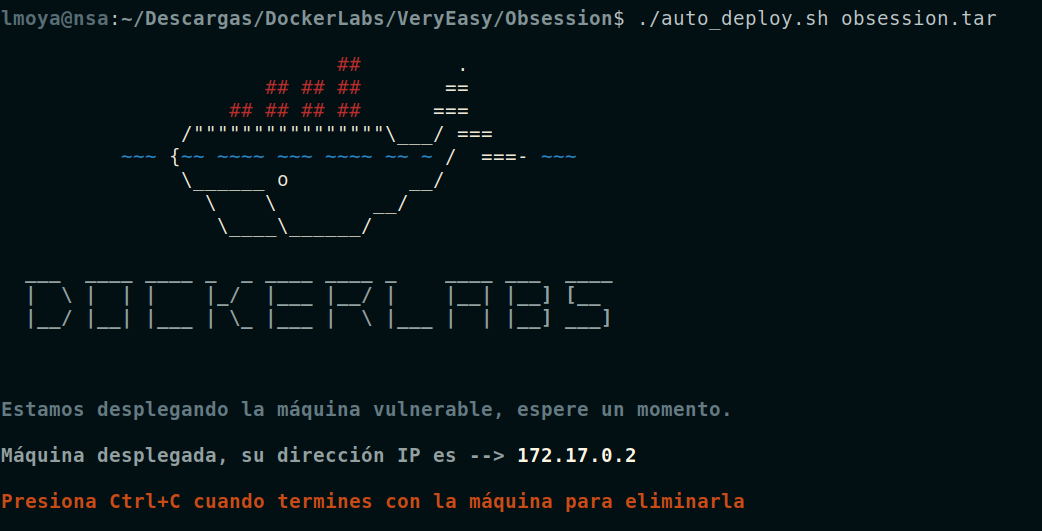 lmoya@nsa:~/Descargas/DockerLabs/VeryEasy/Obsession$ ./auto_deploy.sh obsession.tar
DOCKERLABS
Estamos desplegando la máquina vulnerable, espere un momento.
Máquina desplegada, su dirección IP es --> 172.17.0.2
Presiona Ctrl+C cuando termines con la máquina para eliminarla